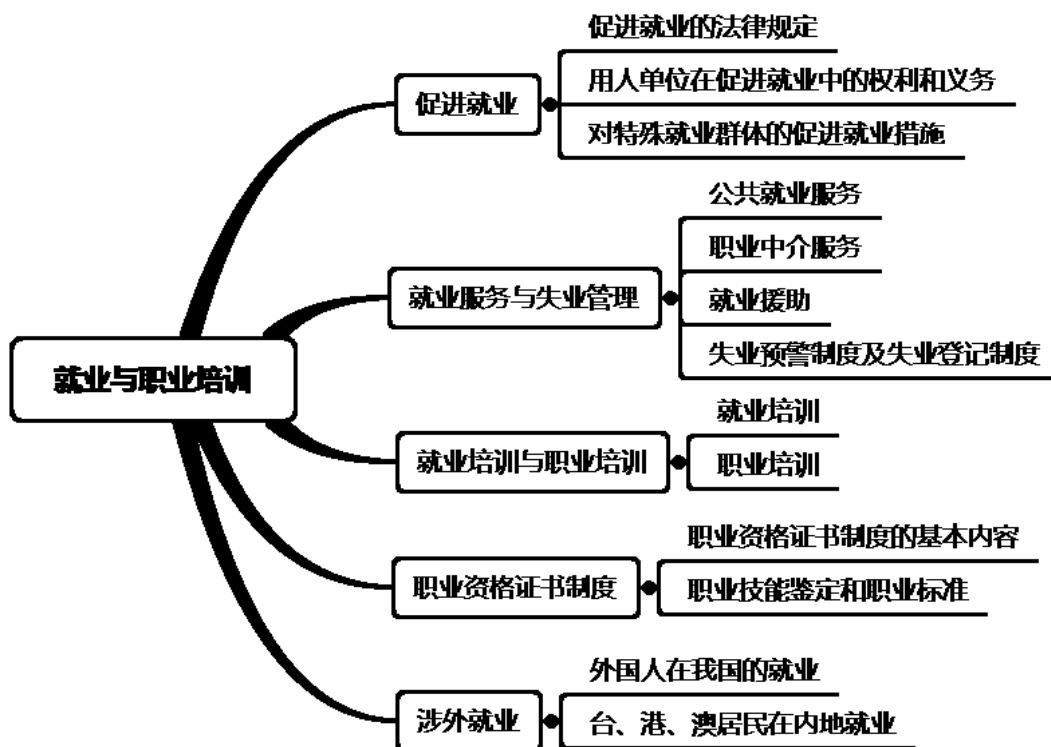 就业与职业培训
促进就业
促进就业的法律规定
用人单位在促进就业中的权利和义务
对特殊就业群体的促进就业措施
就业服务与失业管理
公共就业服务
职业中介服务
就业援助
失业预警制度及失业登记制度
就业培训与职业培训
就业培训
职业培训
职业资格证书制度
职业资格证书制度的基本内容
职业技能鉴定和职业标准
涉外就业
外国人在我国的就业
台、港、澳居民在内地就业